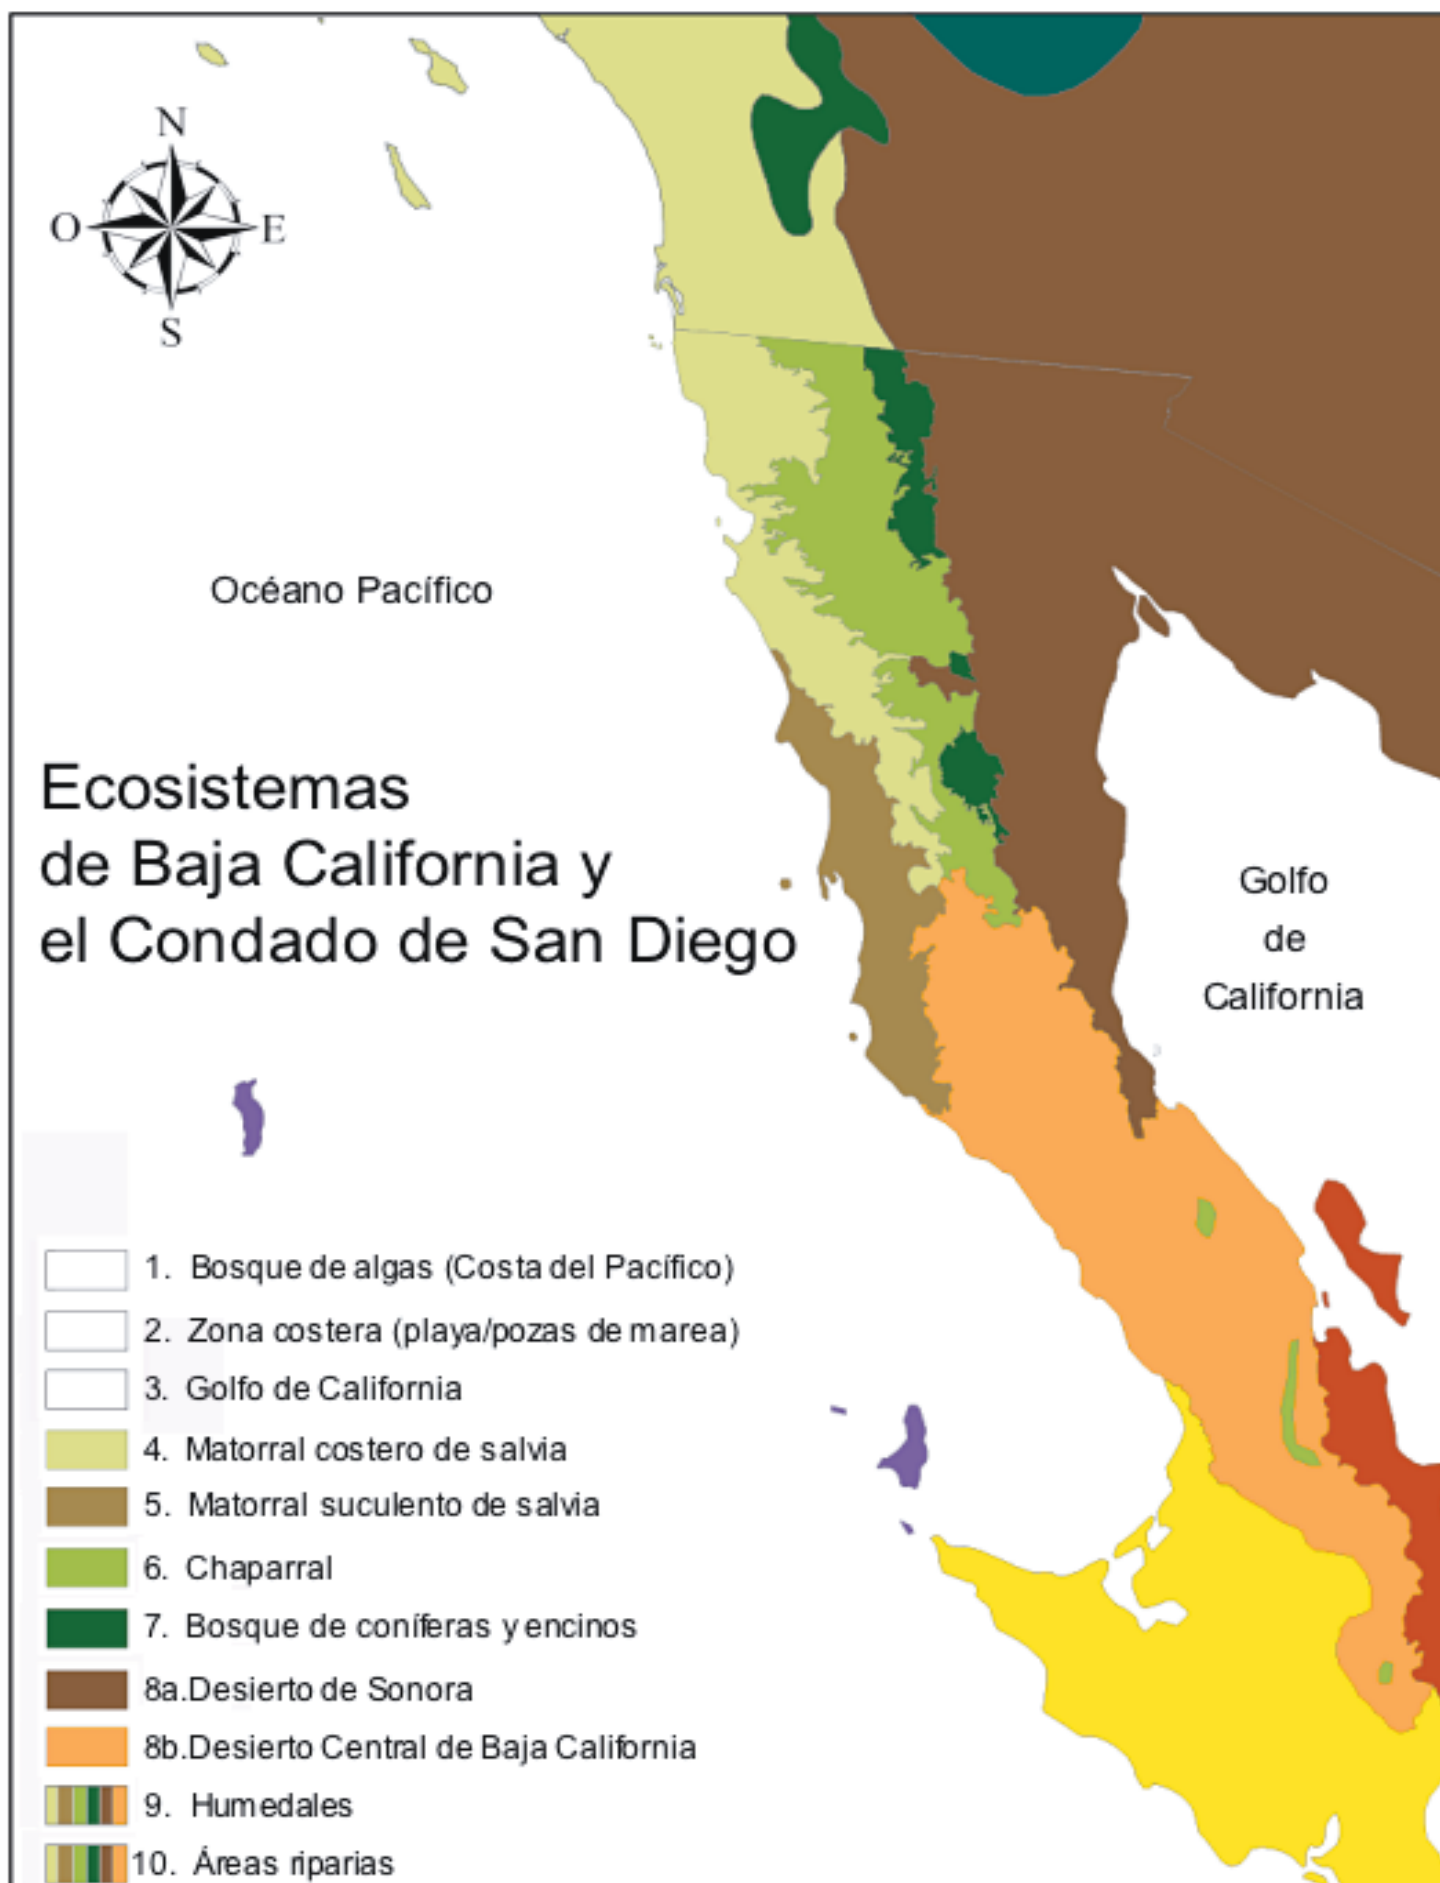 N
O
E
S
Océano Pacífico
Ecosistemas
de Baja California y
el Condado de San Diego
Golfo
de
California
1. Bosque de algas (Costa del Pacífico)
2. Zona costera (playa/pozas de marea)
3. Golfo de California
4. Matorral costero de salvia
5. Matorral suculento de salvia
6. Chaparral
7. Bosque de coníferas y encinos
8a.Desierto de Sonora
8b.Desierto Central de Baja California
9. Humedales
10. Áreas riparias